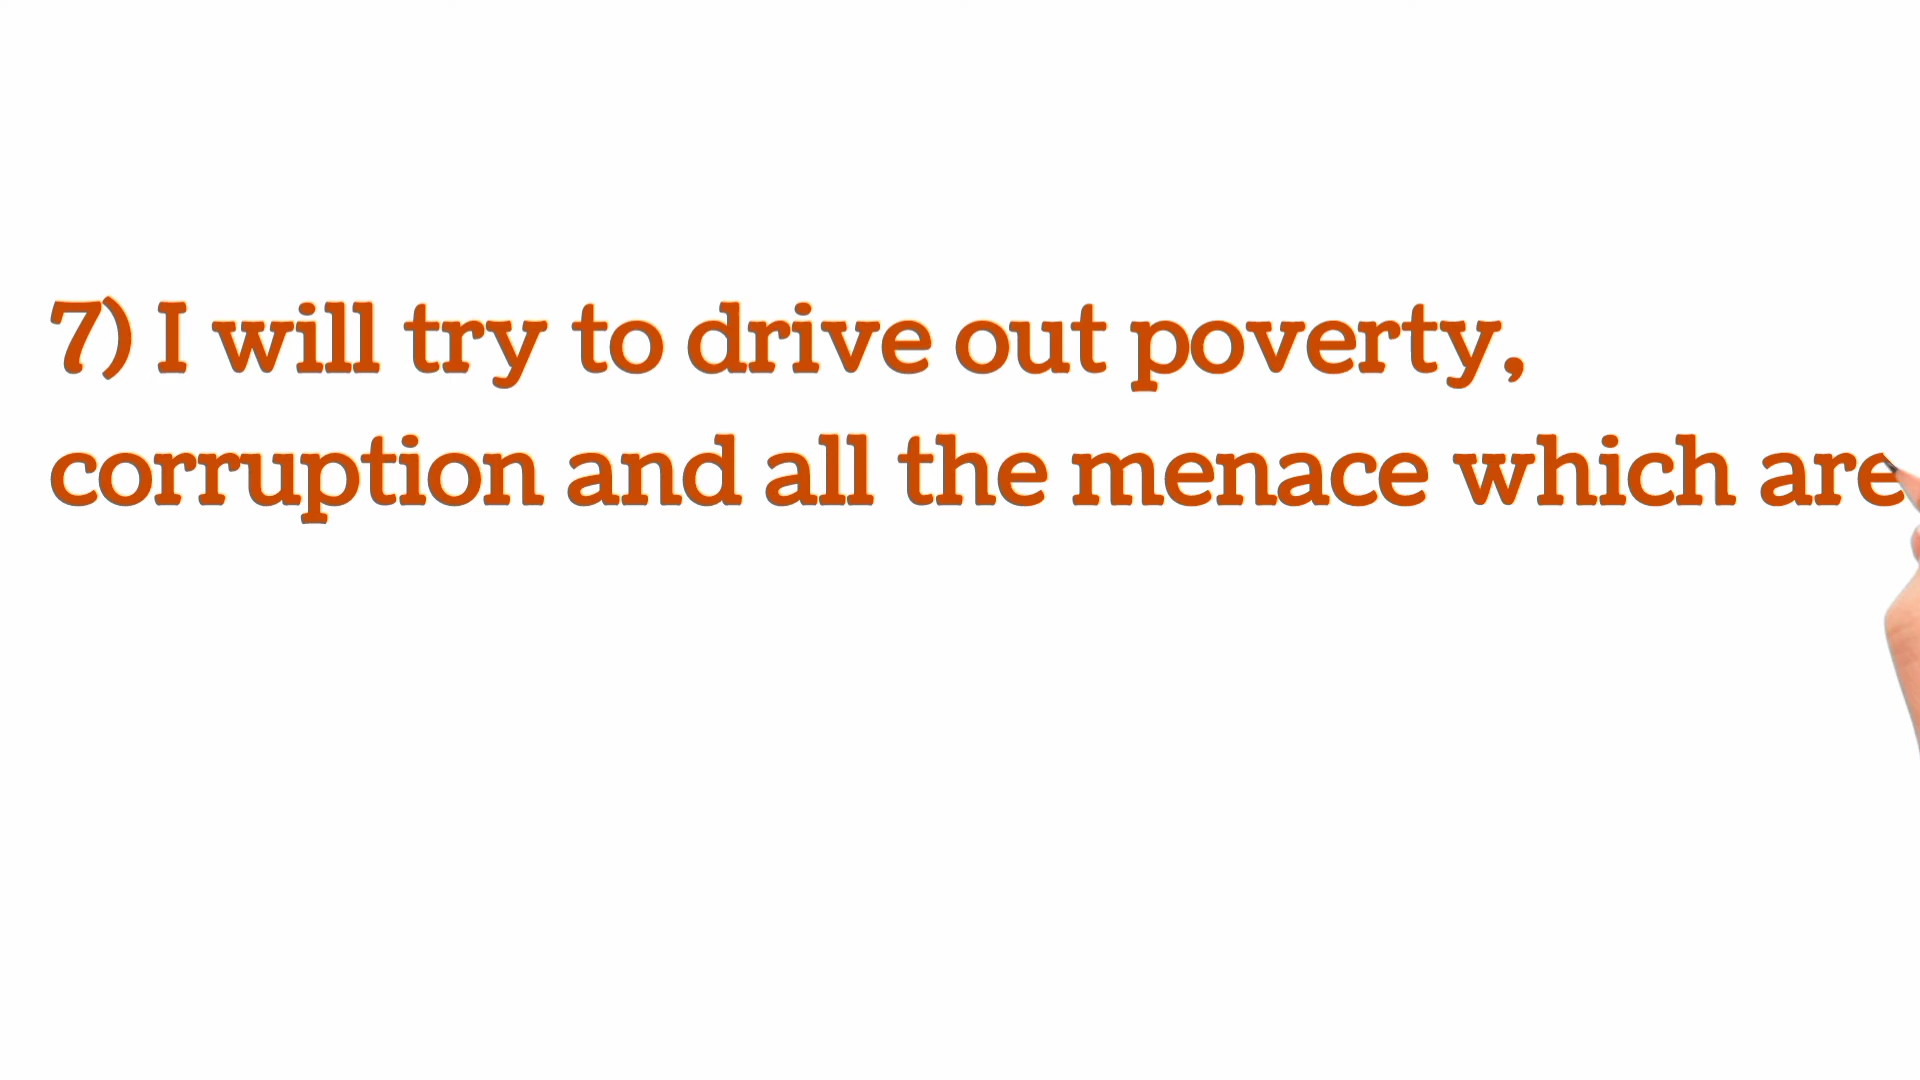 7) I will try to drive out poverty,
corruption and all the menace which are